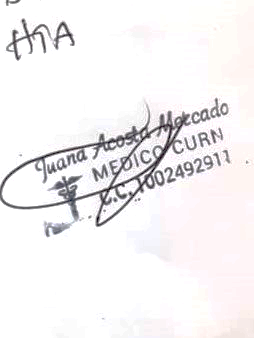 HTA
Juana Acosta Mercado
MEDICO CURN
C.C. 1002492911